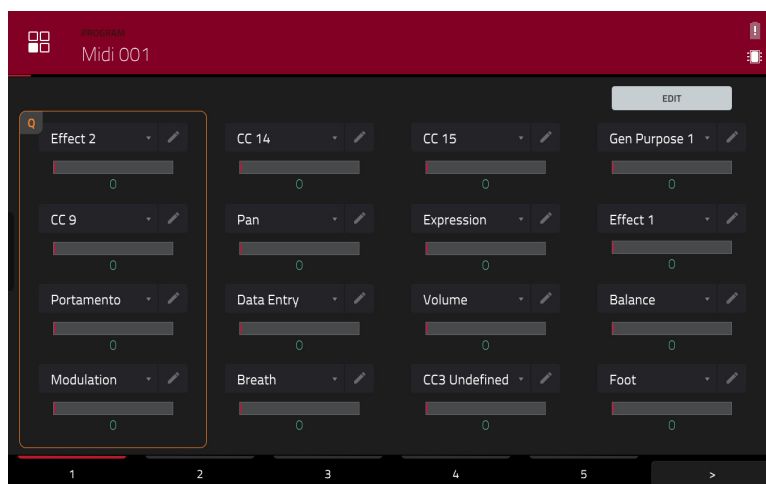 PROGRAM
Midi 001
!
EDIT
Q
Effect 2 CC 14 CC 15 Gen Purpose 1
0 0 0 0
CC 9 Pan Expression Effect 1
0 0 0 0
Portamento Data Entry Volume Balance
0 0 0 0
Modulation Breath CC3 Undefined Foot
0 0 0 0
1 2 3 4 5 >